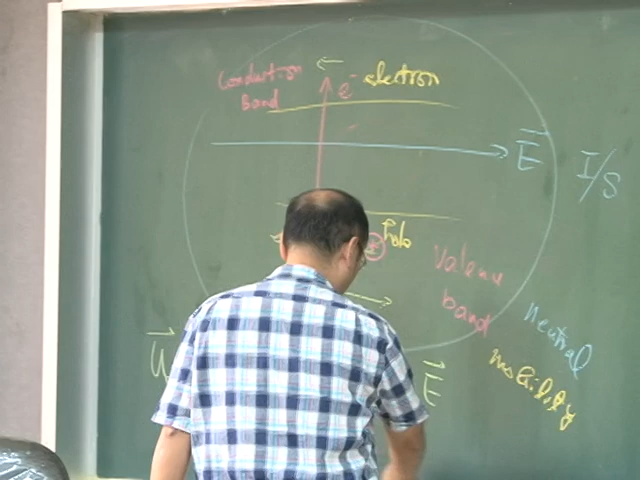 Conduction
Band
←
e⁻ electron
E
I/S
hole
Valence
band
neutral
mobility
E